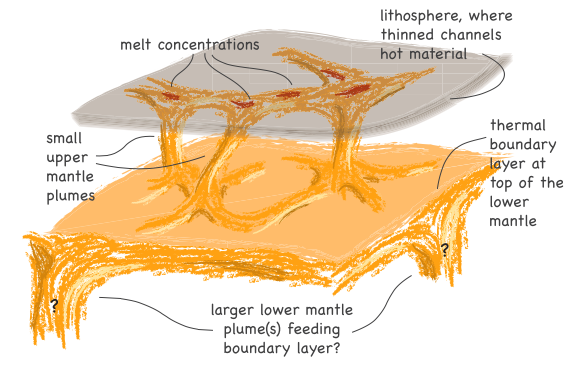 lithosphere, where
thinned channels
hot material
melt concentrations
small
upper
mantle
plumes
thermal
boundary
layer at
top of the
lower
mantle
?
?
larger lower mantle
plume(s) feeding
boundary layer?